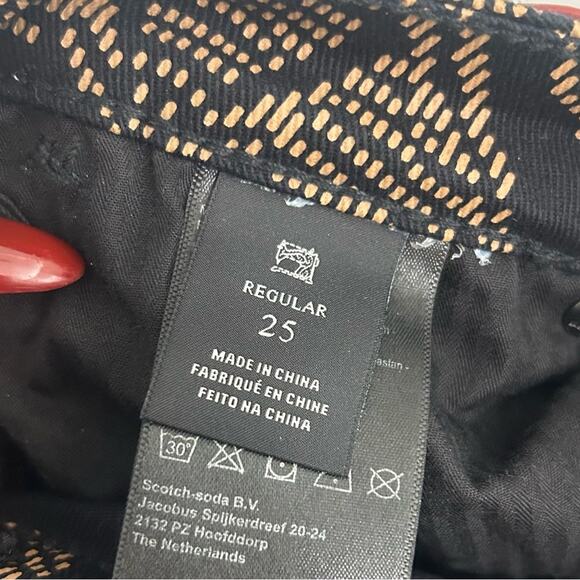 REGULAR
25
MADE IN CHINA
FABRIQUÉ EN CHINE
FEITO NA CHINA
30°
Scotch-soda B.V.
Jacobus Spijkerdreef 20-24
2132 PZ Hoofddorp
The Netherlands